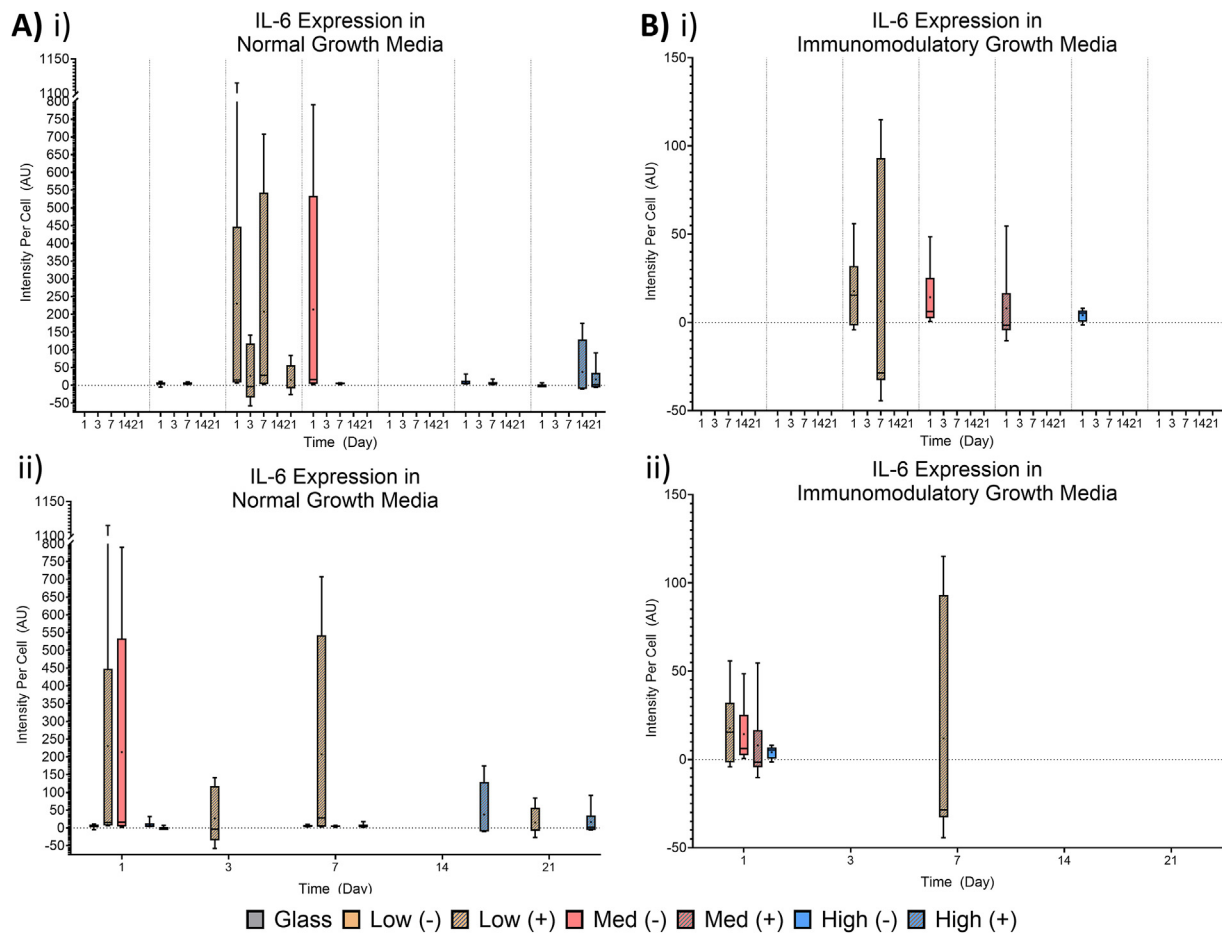 A) i)
IL-6 Expression in
Normal Growth Media
Intensity Per Cell (AU)
1150
1100
800
750
700
650
600
550
500
450
400
350
300
250
200
150
100
50
0
-50
1 3 7 1421 1 3 7 1421 1 3 7 1421 1 3 7 1421 1 3 7 1421 1 3 7 1421 1 3 7 1421
Time (Day)
B) i)
IL-6 Expression in
Immunomodulatory Growth Media
Intensity Per Cell (AU)
150
100
50
0
-50
1 3 7 1421 1 3 7 1421 1 3 7 1421 1 3 7 1421 1 3 7 1421 1 3 7 1421 1 3 7 1421
Time (Day)
ii)
IL-6 Expression in
Normal Growth Media
Intensity Per Cell (AU)
1150
1100
800
750
700
650
600
550
500
450
400
350
300
250
200
150
100
50
0
-50
1 3 7 14 21
Time (Day)
ii)
IL-6 Expression in
Immunomodulatory Growth Media
Intensity Per Cell (AU)
150
100
50
0
-50
1 3 7 14 21
Time (Day)
Glass Low (-) Low (+) Med (-) Med (+) High (-) High (+)